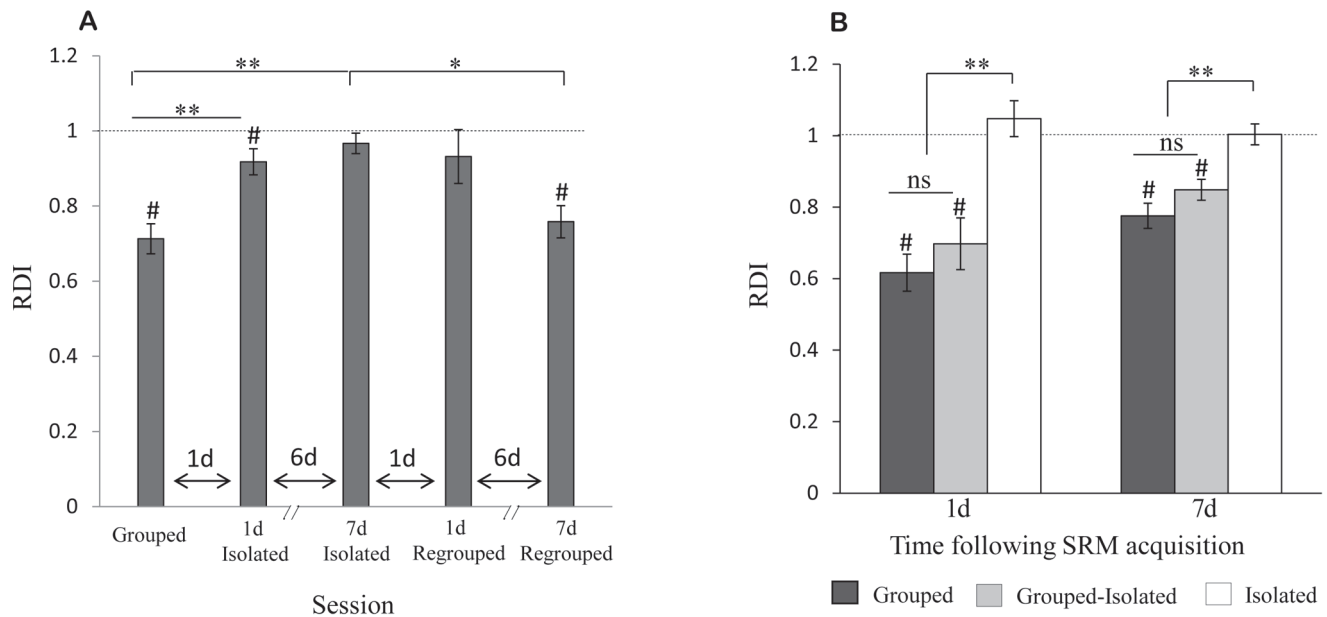 A
1.2
**
*
**
1
#
#
#
0.8
0.6
RDI
0.4
0.2
1d
6d
1d
6d
0
Grouped
1d
Isolated
7d
Isolated
1d
Regrouped
7d
Regrouped
Session
B
1.2
**
**
1
ns
ns
#
#
#
#
0.8
0.6
RDI
0.4
0.2
0
1d
7d
Time following SRM acquisition
Grouped
Grouped-Isolated
Isolated